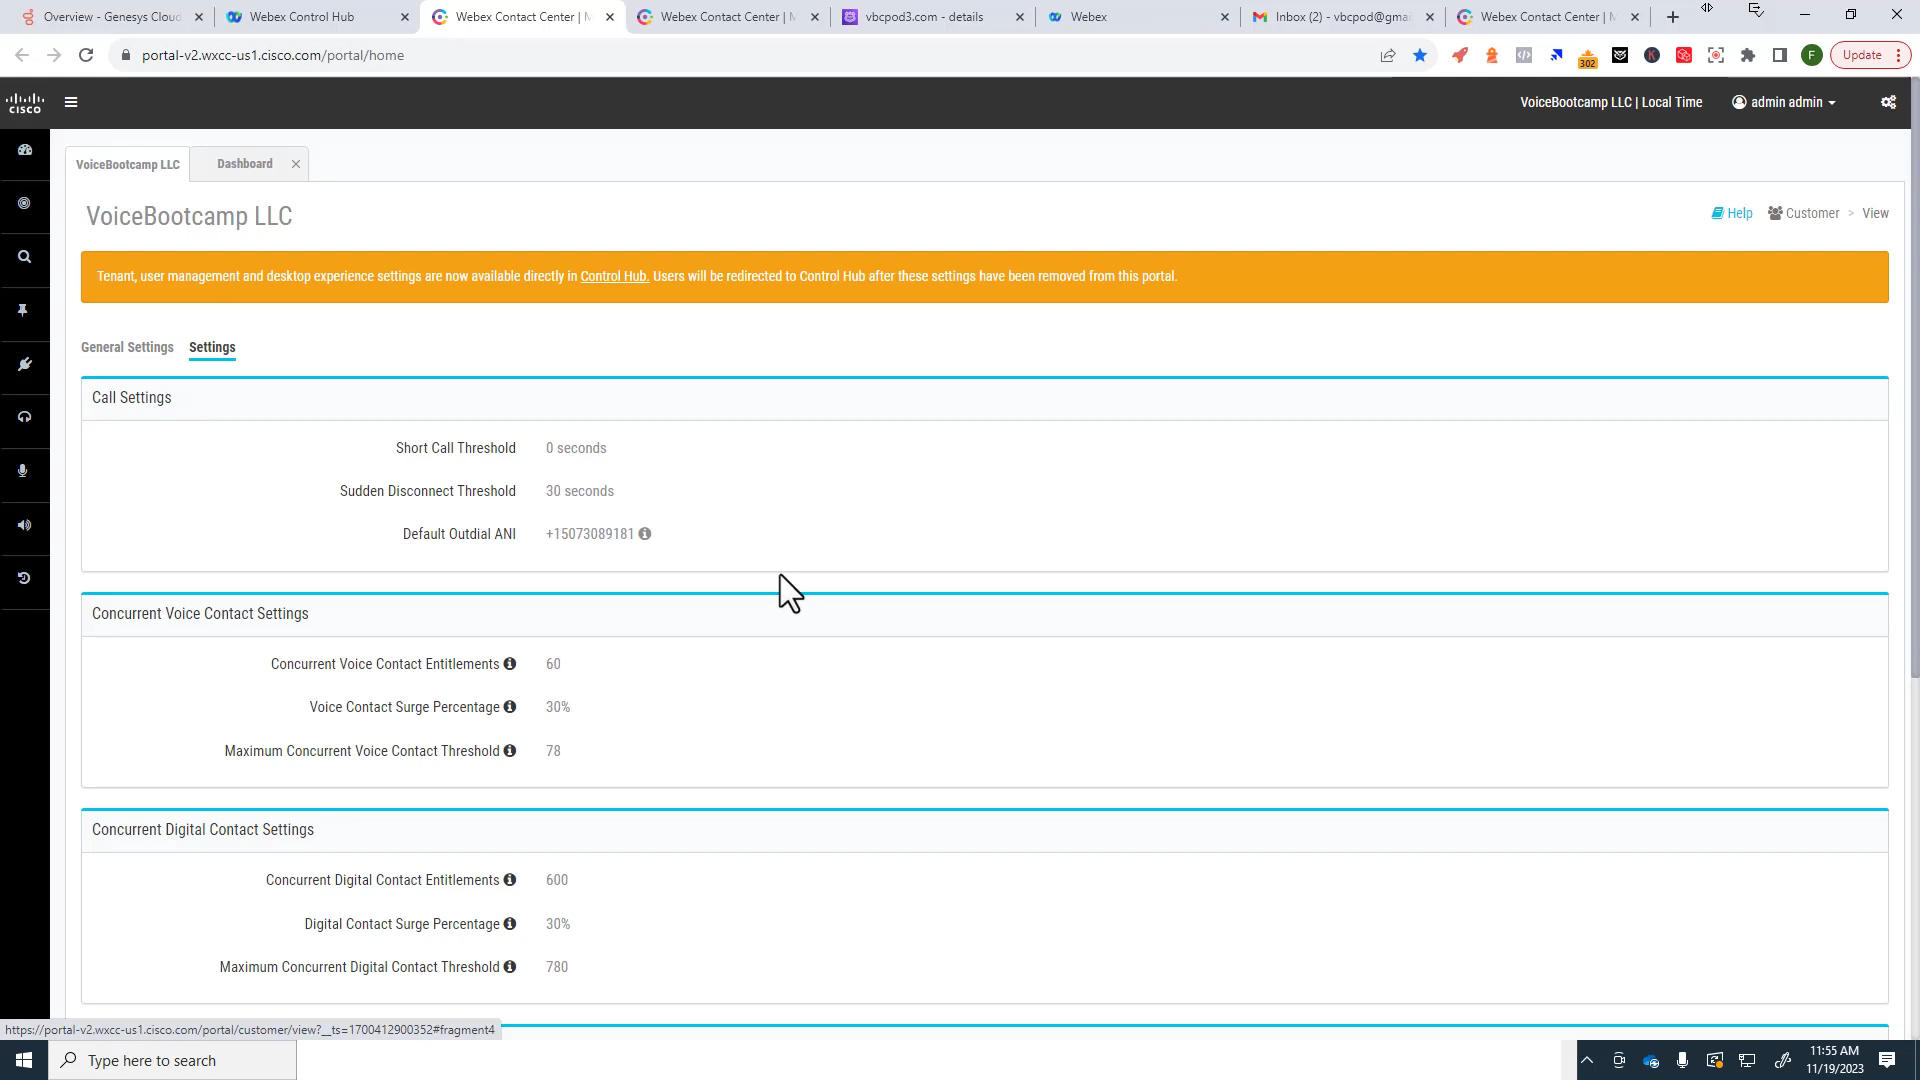 Overview - Genesys Cloud
Webex Control Hub
Webex Contact Center | M
Webex Contact Center | M
vbcpod3.com - details
Webex
Inbox (2) - vbcpod@gmai
Webex Contact Center | M
portal-v2.wxcc-us1.cisco.com/portal/home
302
F
Update
CISCO
VoiceBootcamp LLC | Local Time
admin admin
VoiceBootcamp LLC
Dashboard
VoiceBootcamp LLC
Help
Customer > View
Tenant, user management and desktop experience settings are now available directly in Control Hub. Users will be redirected to Control Hub after these settings have been removed from this portal.
General Settings
Settings
Call Settings
Short Call Threshold 0 seconds
Sudden Disconnect Threshold 30 seconds
Default Outdial ANI +15073089181
Concurrent Voice Contact Settings
Concurrent Voice Contact Entitlements 60
Voice Contact Surge Percentage 30%
Maximum Concurrent Voice Contact Threshold 78
Concurrent Digital Contact Settings
Concurrent Digital Contact Entitlements 600
Digital Contact Surge Percentage 30%
Maximum Concurrent Digital Contact Threshold 780
https://portal-v2.wxcc-us1.cisco.com/portal/customer/view?__ts=1700412900352#fragment4
Type here to search
11:55 AM
11/19/2023